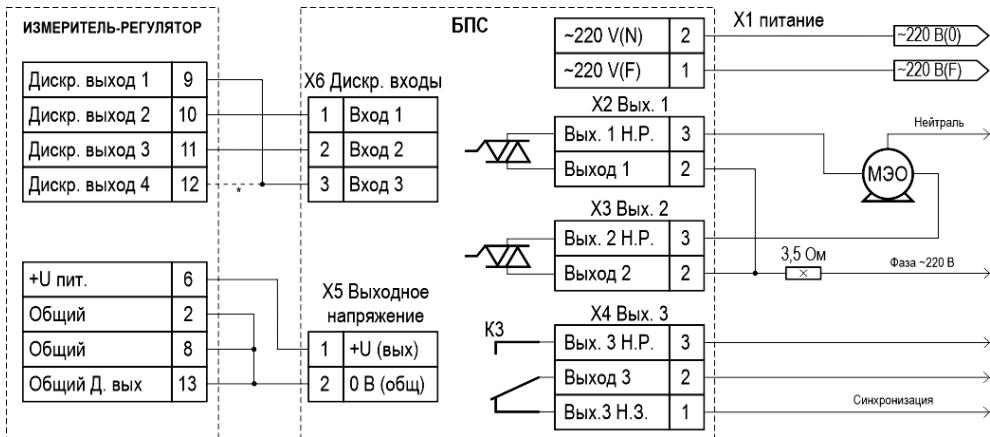 ИЗМЕРИТЕЛЬ-РЕГУЛЯТОР
Дискр. выход 1 9
Дискр. выход 2 10
Дискр. выход 3 11
Дискр. выход 4 12
*
+U пит. 6
Общий 2
Общий 8
Общий Д. вых 13
БПС
X6 Дискр. входы
1 Вход 1
2 Вход 2
3 Вход 3
X5 Выходное
напряжение
1 +U (вых)
2 0 В (общ)
~220 V(N) 2
~220 V(F) 1
X1 питание
~220 В(0)
~220 В(F)
X2 Вых. 1
Вых. 1 Н.Р. 3
Выход 1 2
Нейтраль
МЭО
X3 Вых. 2
Вых. 2 Н.Р. 3
Выход 2 2
3,5 Ом
Фаза ~220 В
X4 Вых. 3
К3
Вых. 3 Н.Р. 3
Выход 3 2
Вых.3 Н.З. 1
Синхронизация